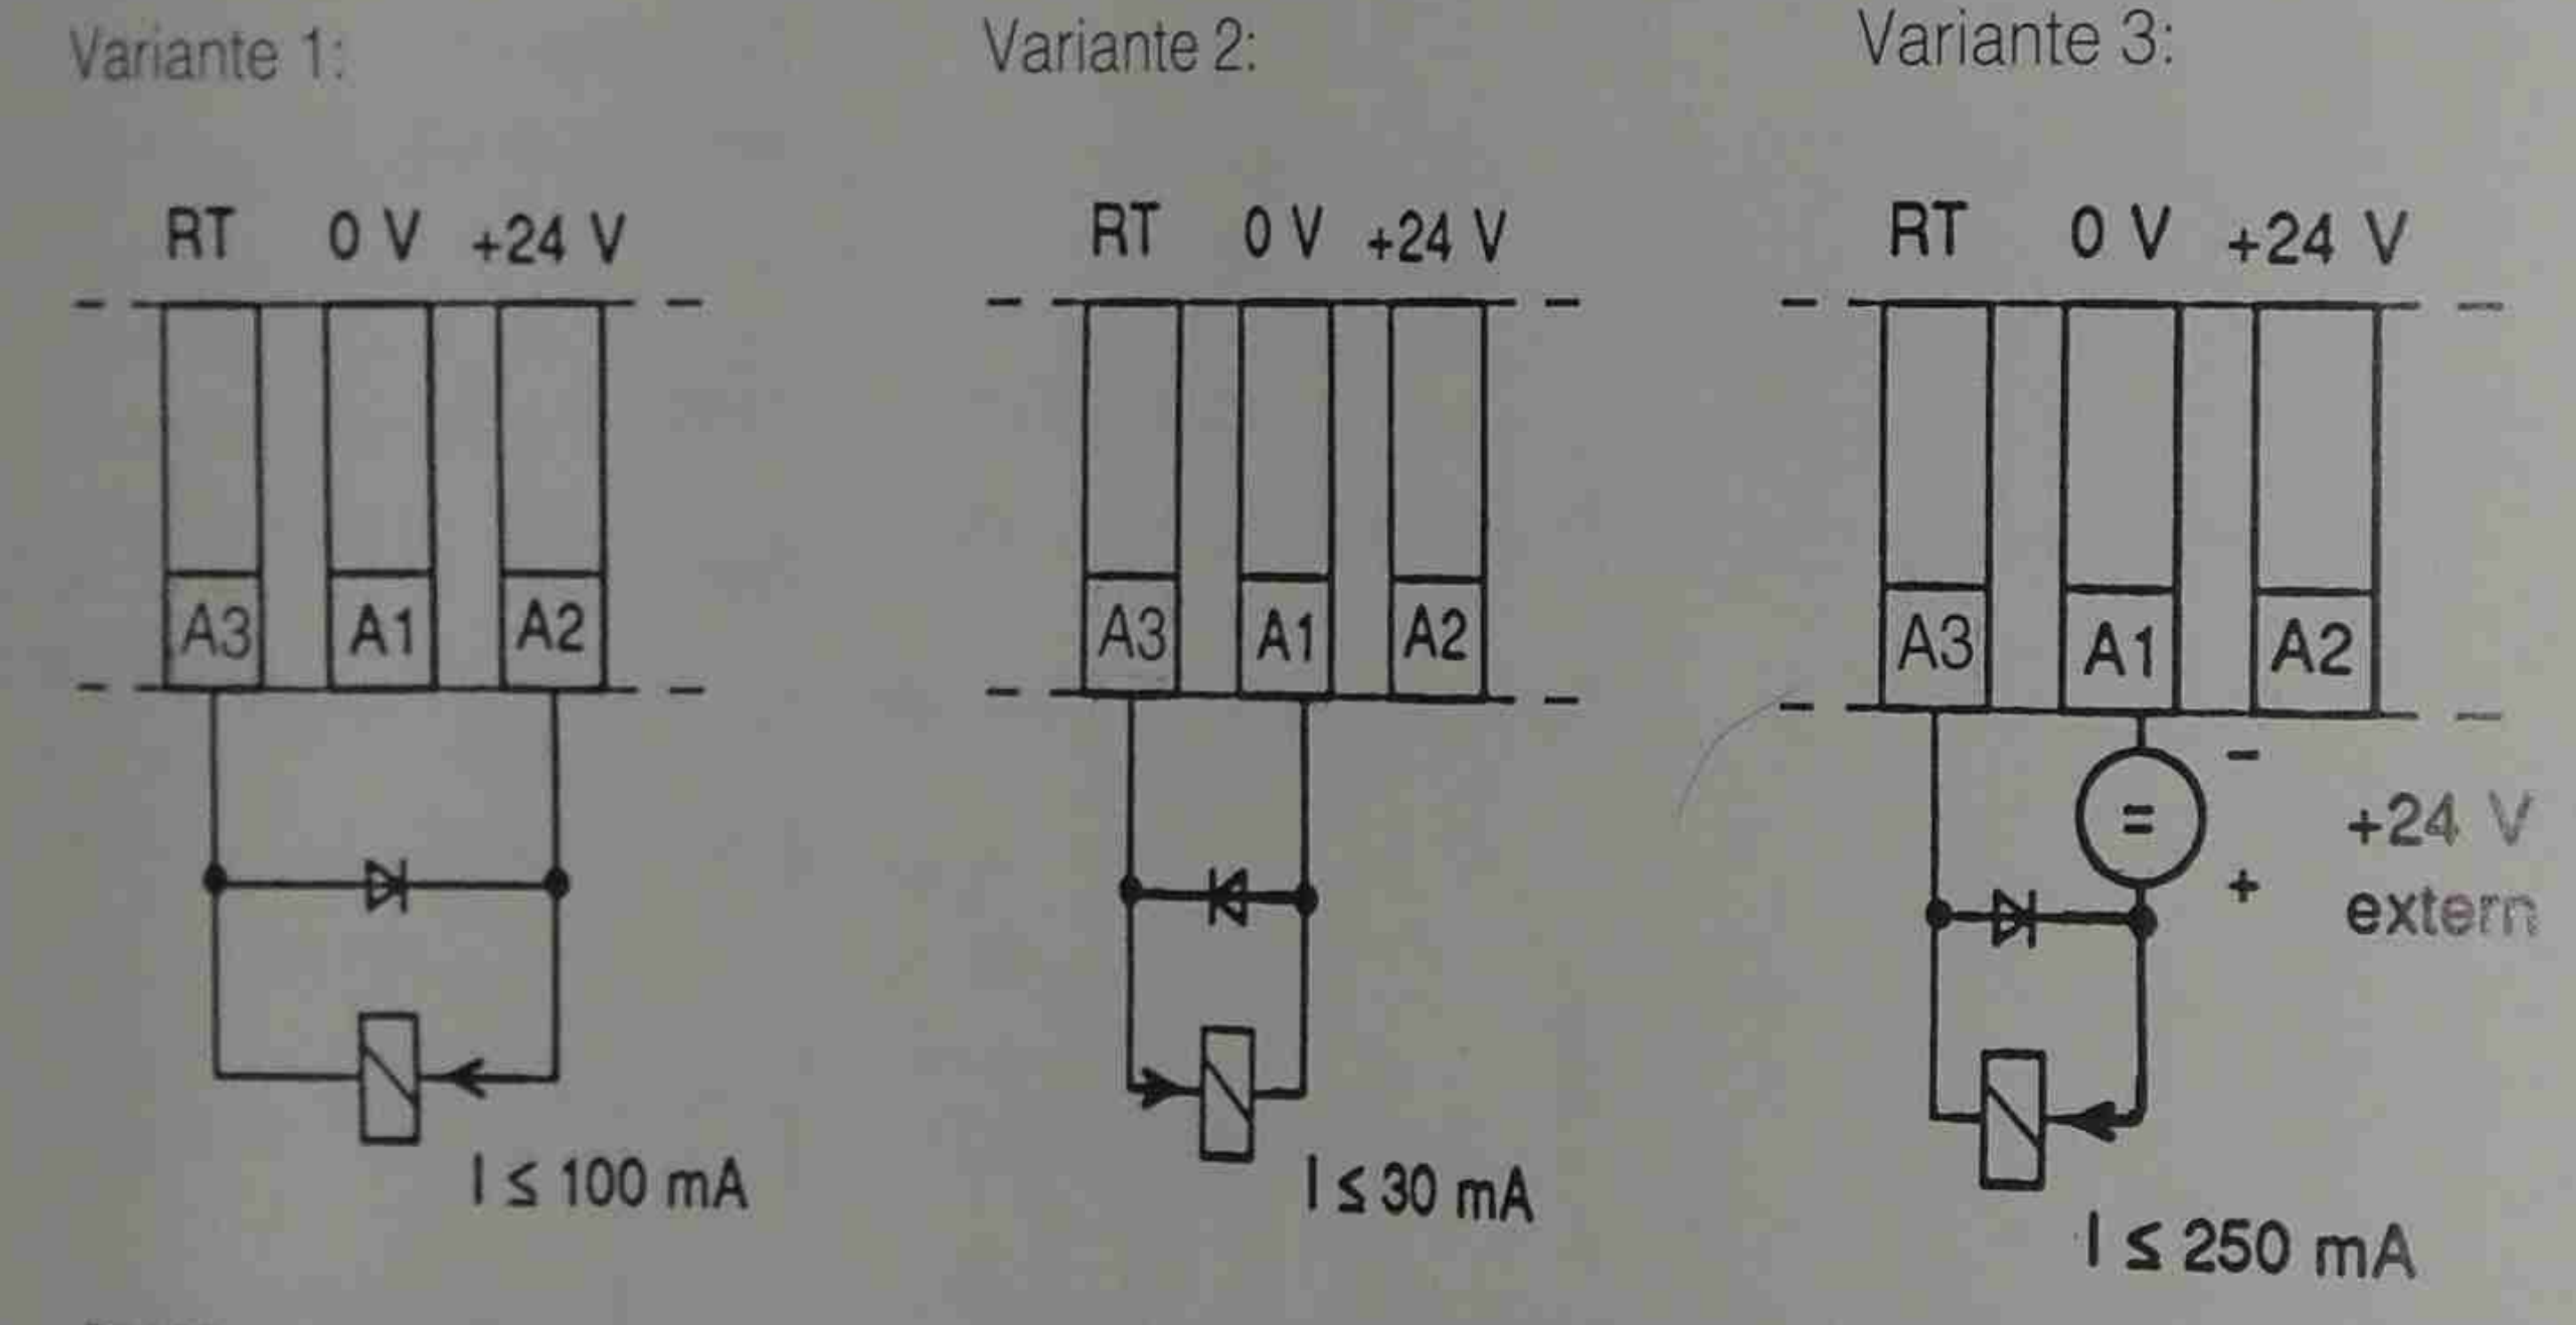 Variante 1:
RT 0 V +24 V
A3 A1 A2
I ≤ 100 mA
Variante 2:
RT 0 V +24 V
A3 A1 A2
I ≤ 30 mA
Variante 3:
RT 0 V +24 V
A3 A1 A2
-
= +24 V
+ extern
I ≤ 250 mA